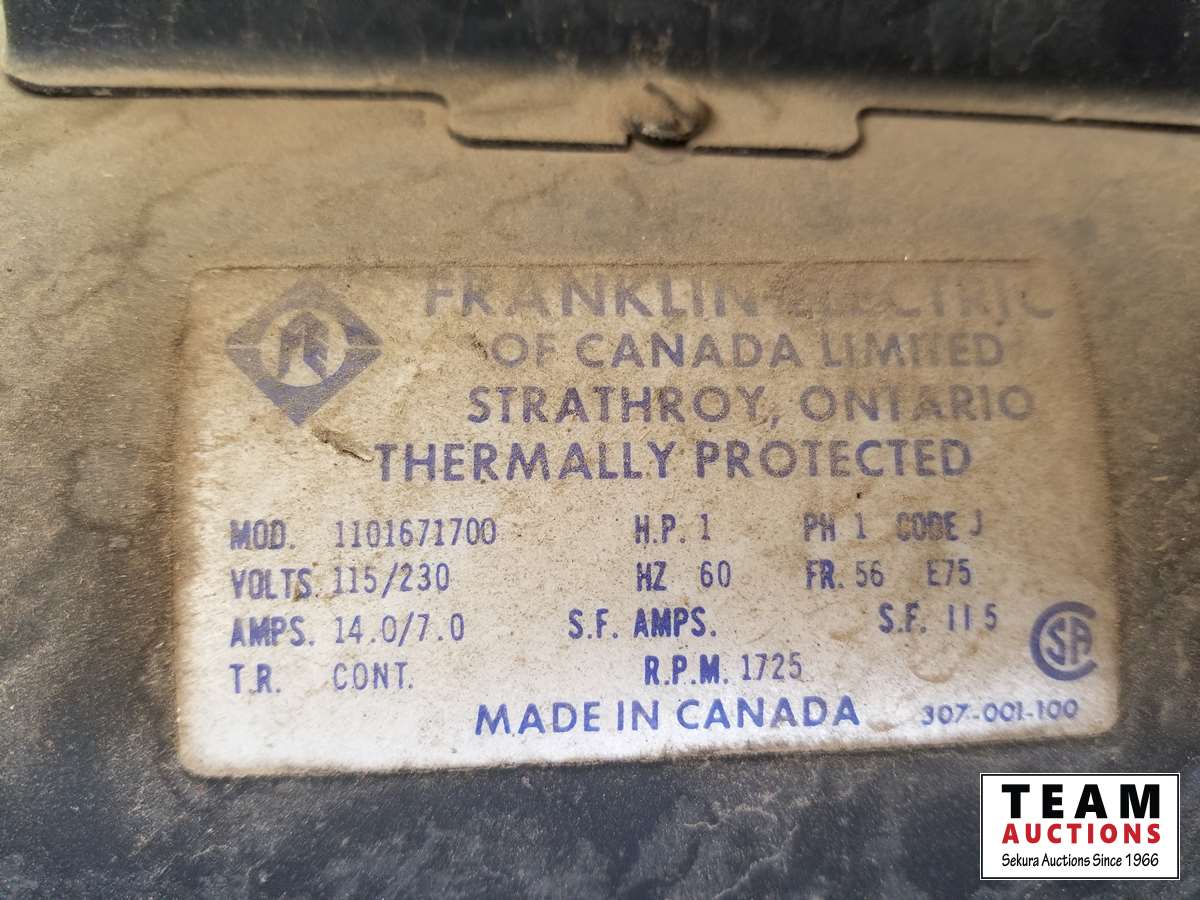 FRANKLIN ELECTRIC
OF CANADA LIMITED
STRATHROY, ONTARIO
THERMALLY PROTECTED
MOD. 1101671700 H.P. 1 PH 1 CODE J
VOLTS. 115/230 HZ 60 FR. 56 E75
AMPS. 14.0/7.0 S.F. AMPS. S.F. 115
T.R. CONT. R.P.M. 1725
MADE IN CANADA 307-001-100
TEAM
AUCTIONS
Sekura Auctions Since 1966